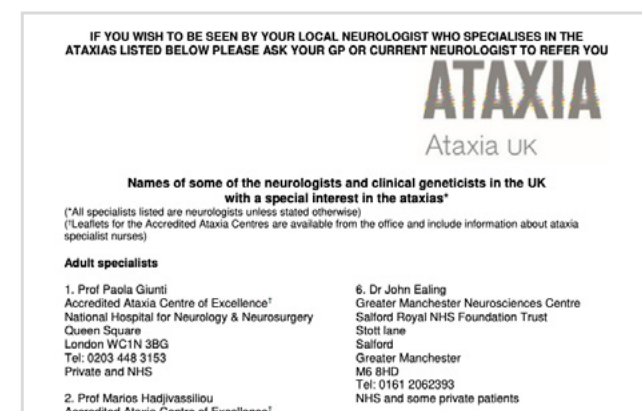 IF YOU WISH TO BE SEEN BY YOUR LOCAL NEUROLOGIST WHO SPECIALISES IN THE
ATAXIAS LISTED BELOW PLEASE ASK YOUR GP OR CURRENT NEUROLOGIST TO REFER YOU
ATAXIA
Ataxia UK
Names of some of the neurologists and clinical geneticists in the UK
with a special interest in the ataxias*
(*All specialists listed are neurologists unless stated otherwise)
(†Leaflets for the Accredited Ataxia Centres are available from the office and include information about ataxia
specialist nurses)
Adult specialists
1. Prof Paola Giunti
Accredited Ataxia Centre of Excellence†
National Hospital for Neurology & Neurosurgery
Queen Square
London WC1N 3BG
Tel: 0203 448 3153
Private and NHS
2. Prof Marios Hadjivassiliou
Accredited Ataxia Centre of Excellence†
6. Dr John Ealing
Greater Manchester Neurosciences Centre
Salford Royal NHS Foundation Trust
Stott lane
Salford
Greater Manchester
M6 8HD
Tel: 0161 2062393
NHS and some private patients